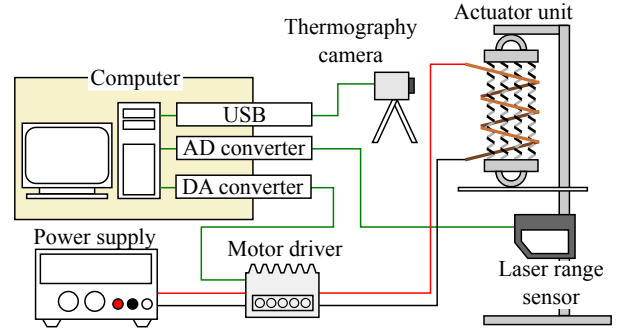 Actuator unit
Thermography
camera
Computer
USB
AD converter
DA converter
Power supply
Motor driver
Laser range
sensor